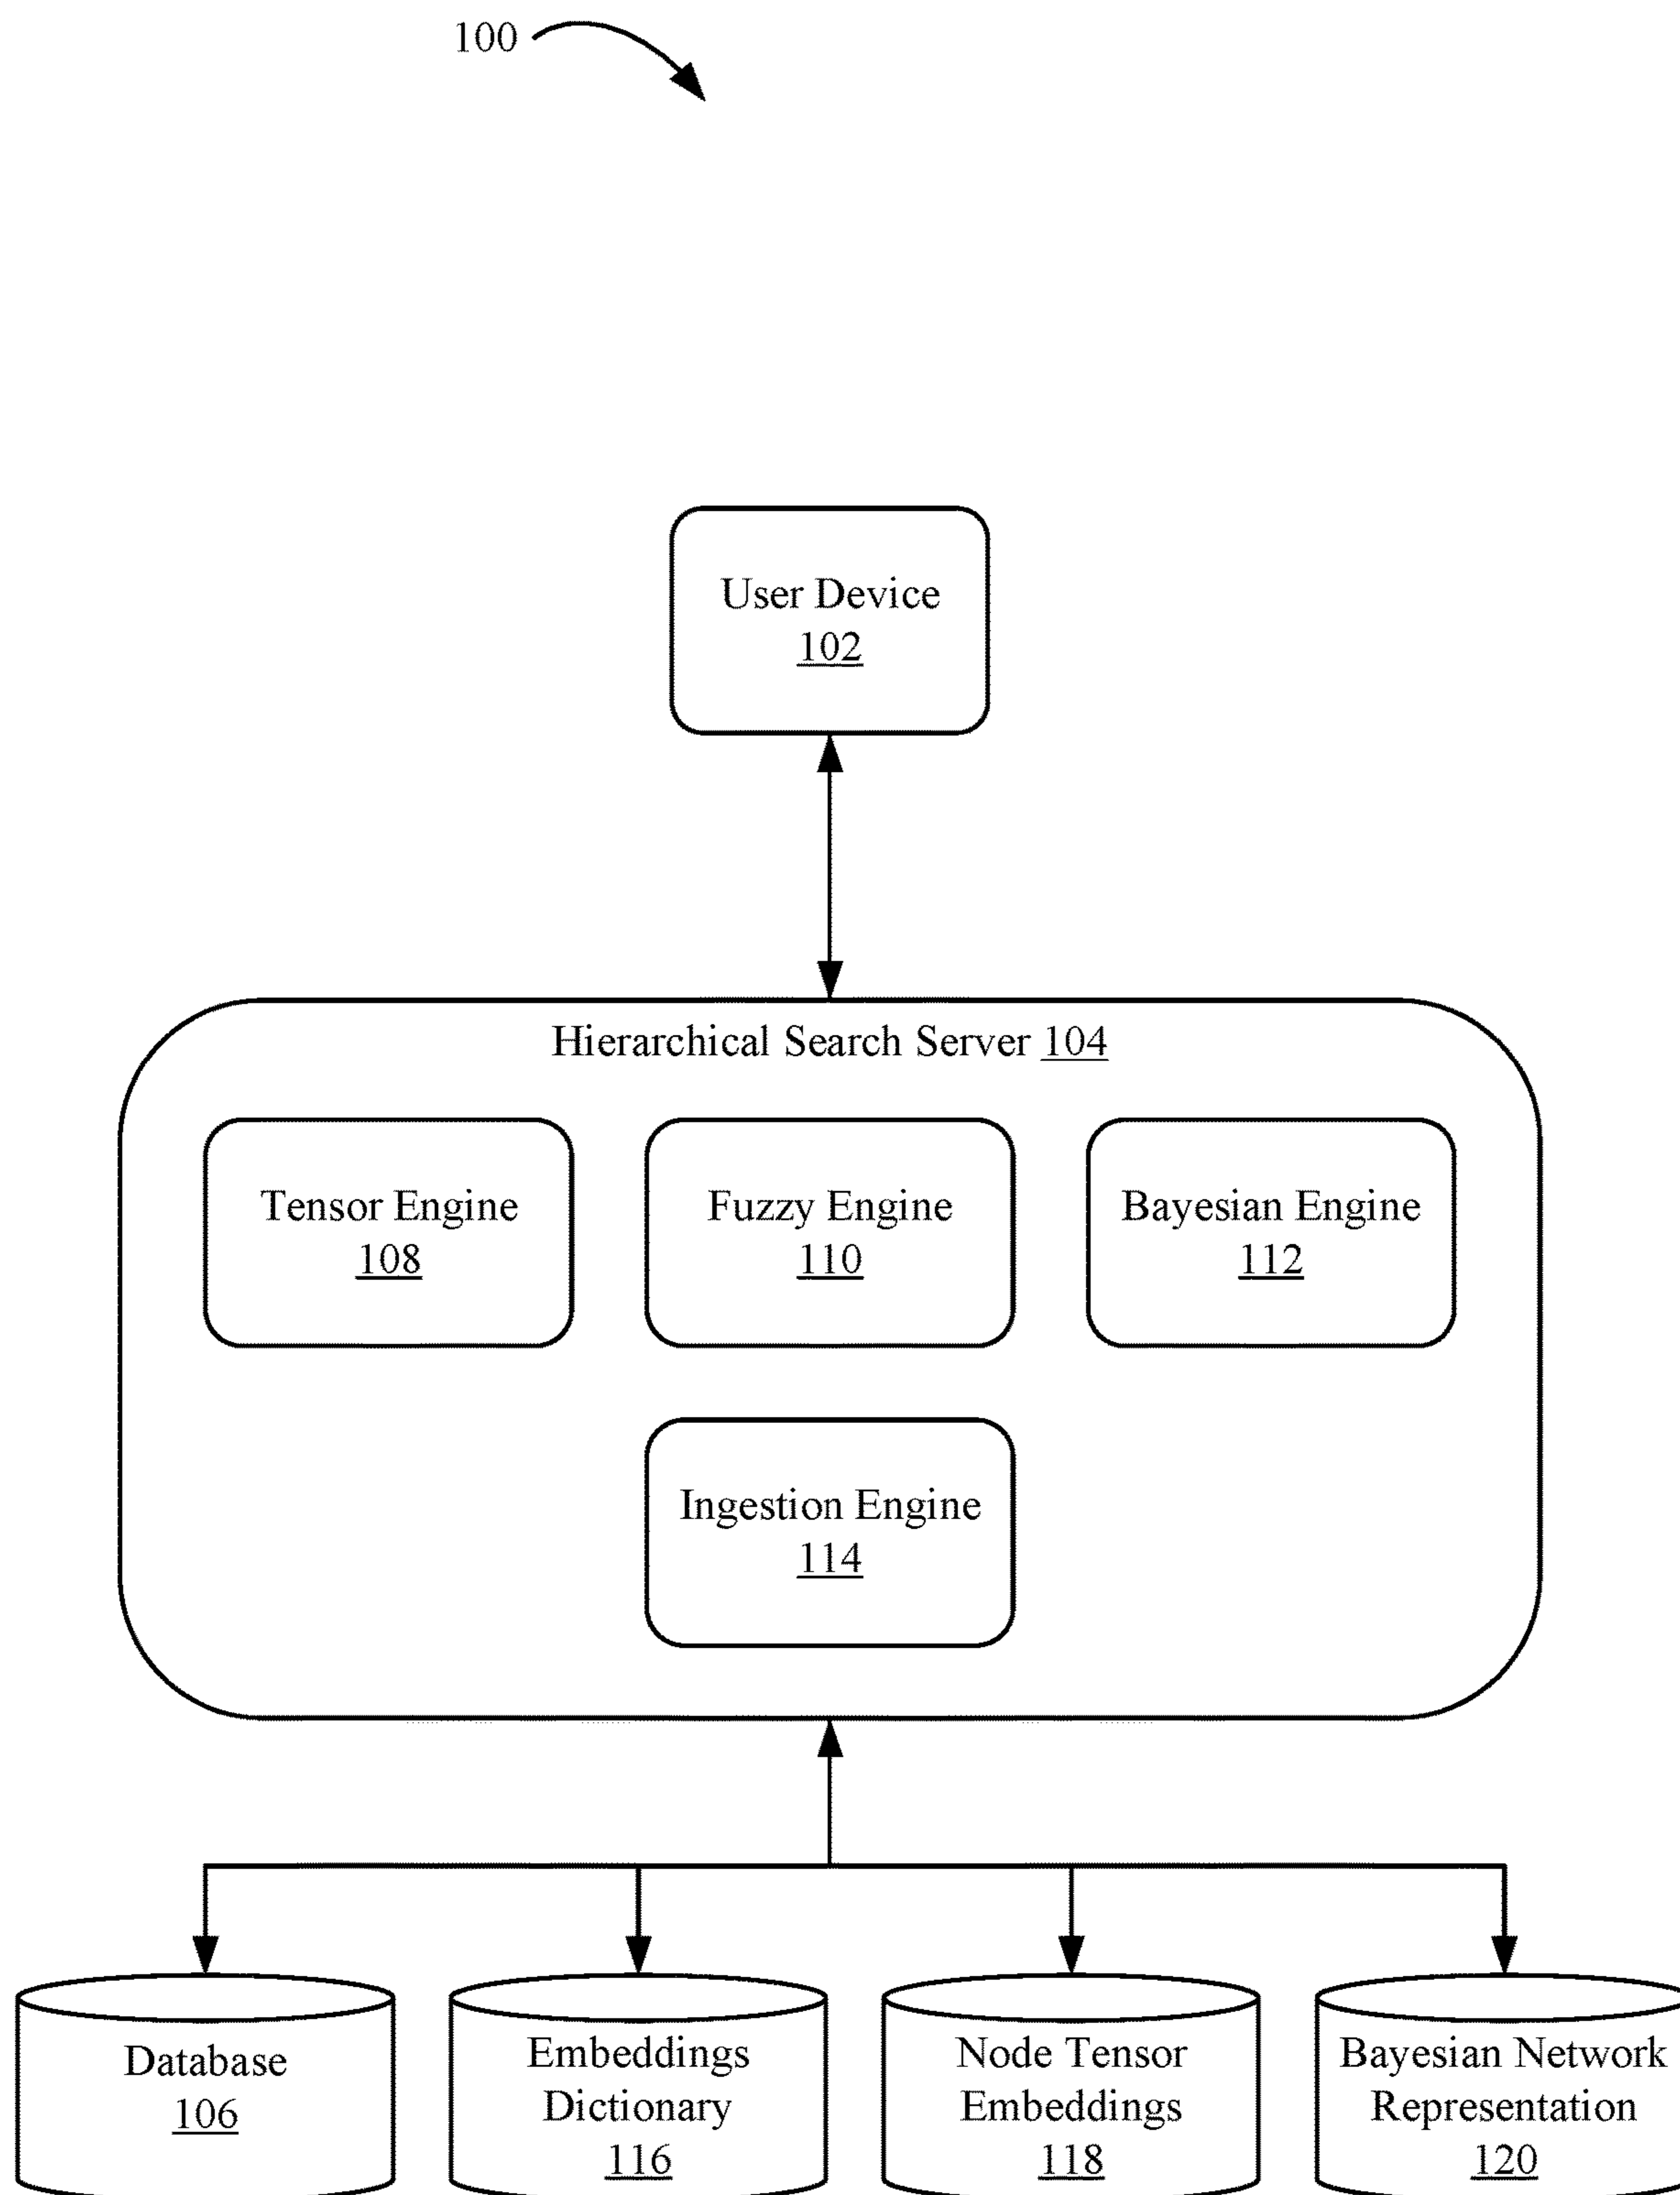 100
User Device
102
Hierarchical Search Server 104
Tensor Engine
108
Fuzzy Engine
110
Bayesian Engine
112
Ingestion Engine
114
Database
106
Embeddings
Dictionary
116
Node Tensor
Embeddings
118
Bayesian Network
Representation
120